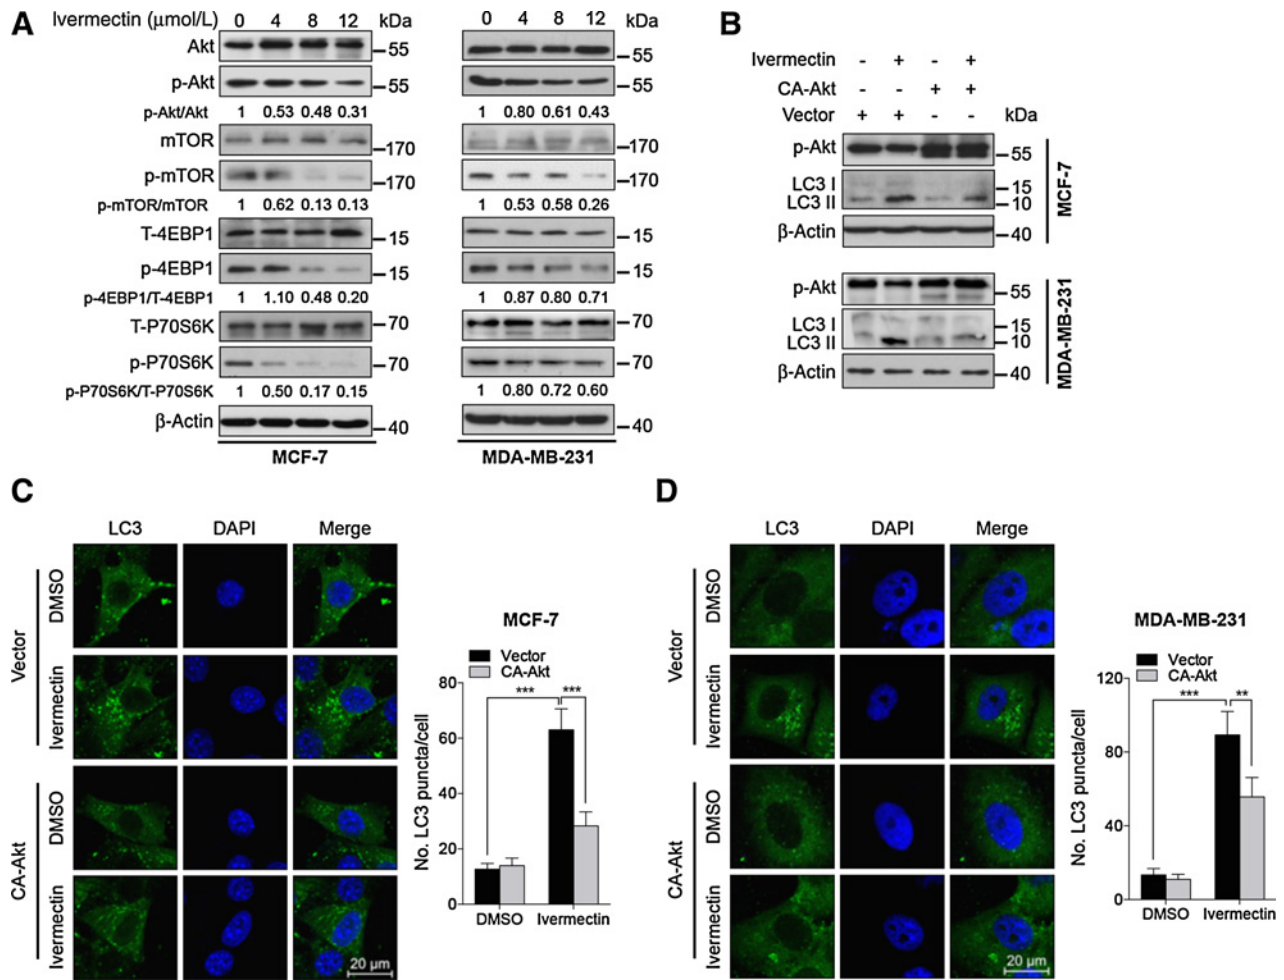 A
Ivermectin (μmol/L) 0 4 8 12 kDa 0 4 8 12 kDa
Akt 55 55
p-Akt 55 55
p-Akt/Akt 1 0.53 0.48 0.31 1 0.80 0.61 0.43
mTOR 170 170
p-mTOR 170 170
p-mTOR/mTOR 1 0.62 0.13 0.13 1 0.53 0.58 0.26
T-4EBP1 15 15
p-4EBP1 15 15
p-4EBP1/T-4EBP1 1 1.10 0.48 0.20 1 0.87 0.80 0.71
T-P70S6K 70 70
p-P70S6K 70 70
p-P70S6K/T-P70S6K 1 0.50 0.17 0.15 1 0.80 0.72 0.60
β-Actin 40 40
MCF-7 MDA-MB-231
B
Ivermectin - + - +
CA-Akt - - + +
Vector + + - - kDa
p-Akt 55
LC3 I 15
LC3 II 10
β-Actin 40
MCF-7
p-Akt 55
LC3 I 15
LC3 II 10
β-Actin 40
MDA-MB-231
C
LC3 DAPI Merge
Vector
DMSO
Ivermectin
CA-Akt
DMSO
Ivermectin
20 μm
MCF-7
Vector
CA-Akt
No. LC3 puncta/cell
80
60
40
20
0
*** ***
DMSO Ivermectin
D
LC3 DAPI Merge
Vector
DMSO
Ivermectin
CA-Akt
DMSO
Ivermectin
20 μm
MDA-MB-231
Vector
CA-Akt
No. LC3 puncta/cell
120
80
40
0
*** **
DMSO Ivermectin